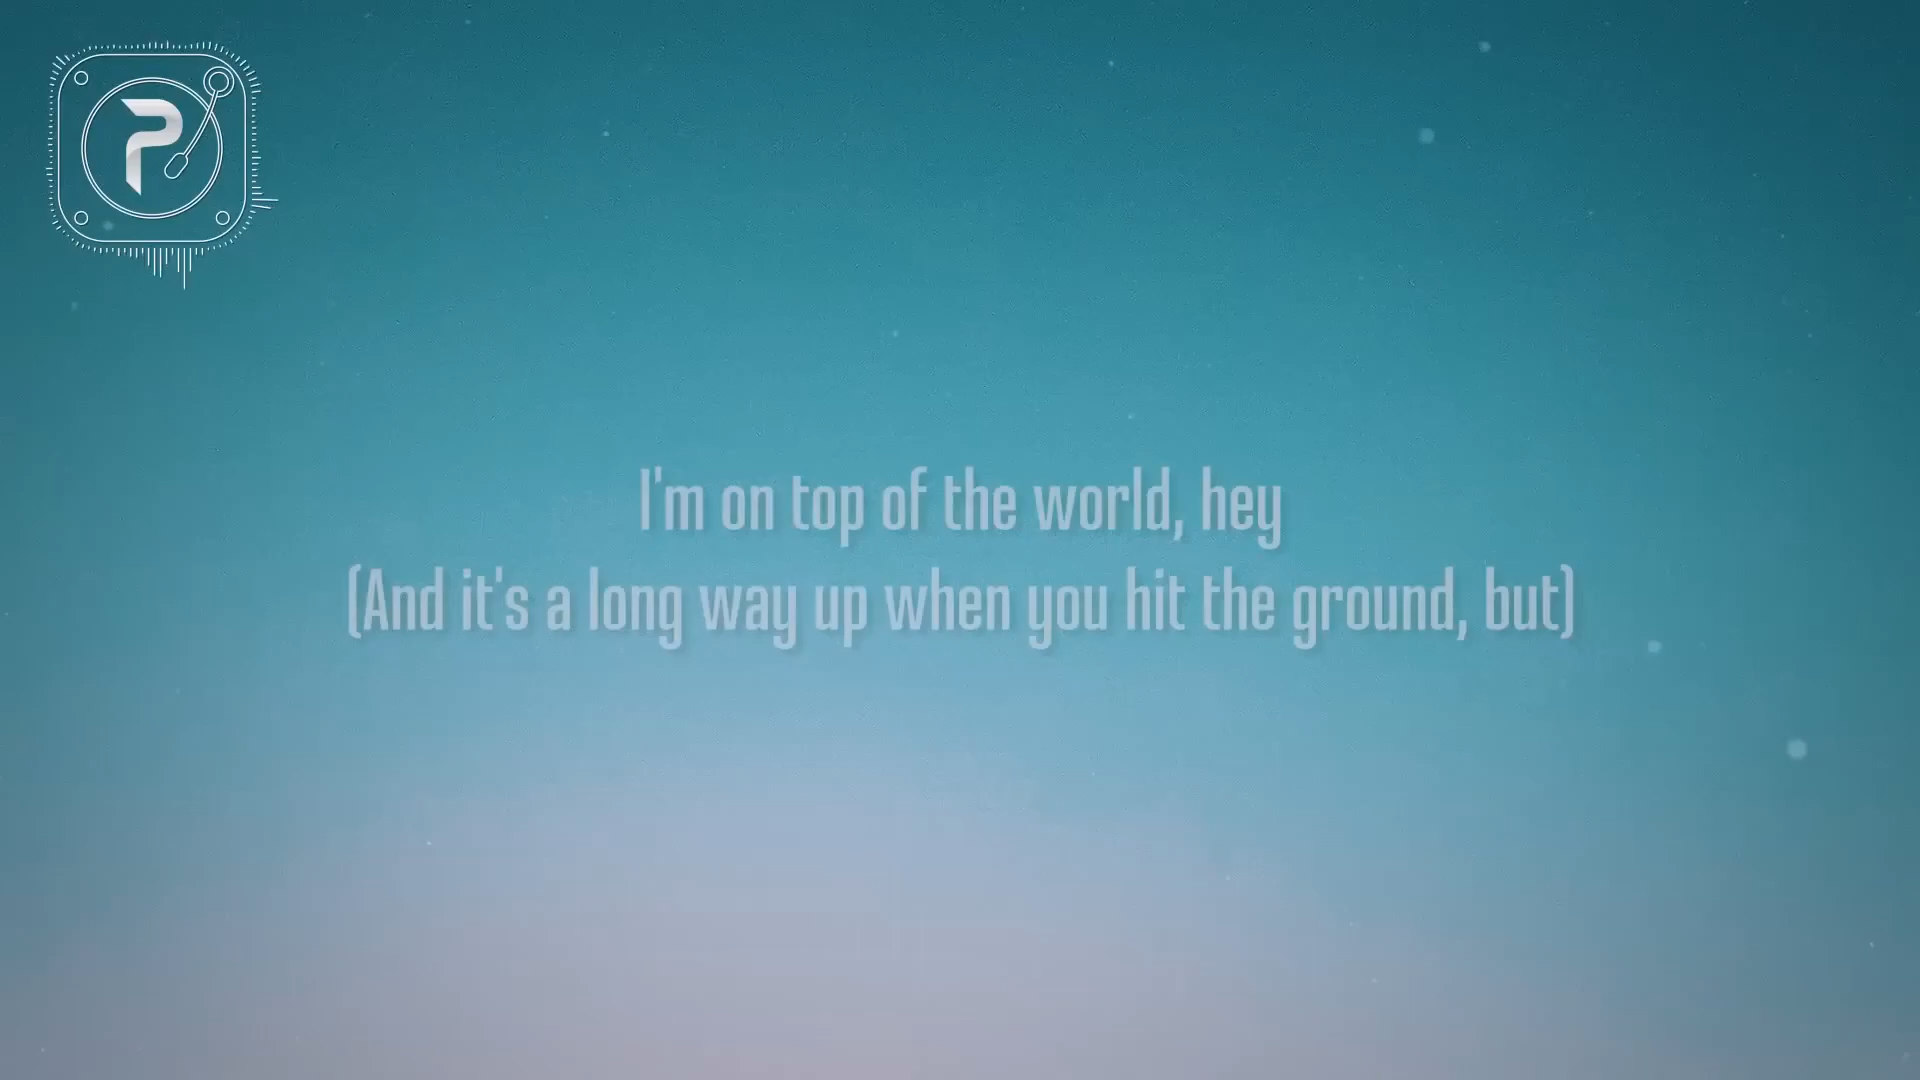 P
I'm on top of the world, hey
(And it's a long way up when you hit the ground, but)